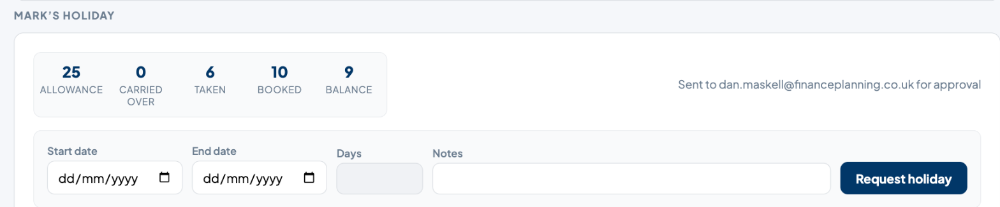 MARK’S HOLIDAY
25 0 6 10 9
ALLOWANCE CARRIED OVER TAKEN BOOKED BALANCE
Sent to dan.maskell@financeplanning.co.uk for approval
Start date End date Days Notes
dd/mm/yyyy dd/mm/yyyy Request holiday